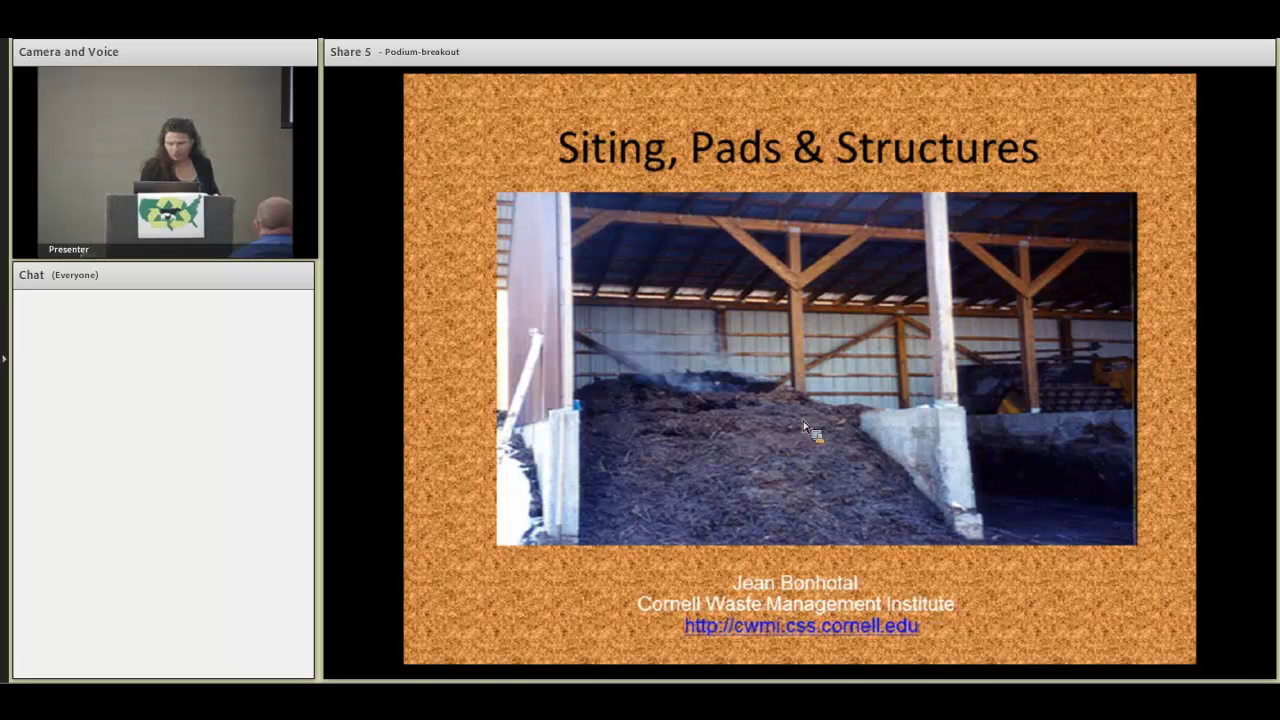 Camera and Voice
Share 5 - Podium-breakout
Presenter
Chat (Everyone)
Siting, Pads & Structures
Jean Bonhotal
Cornell Waste Management Institute
http://cwmi.css.cornell.edu